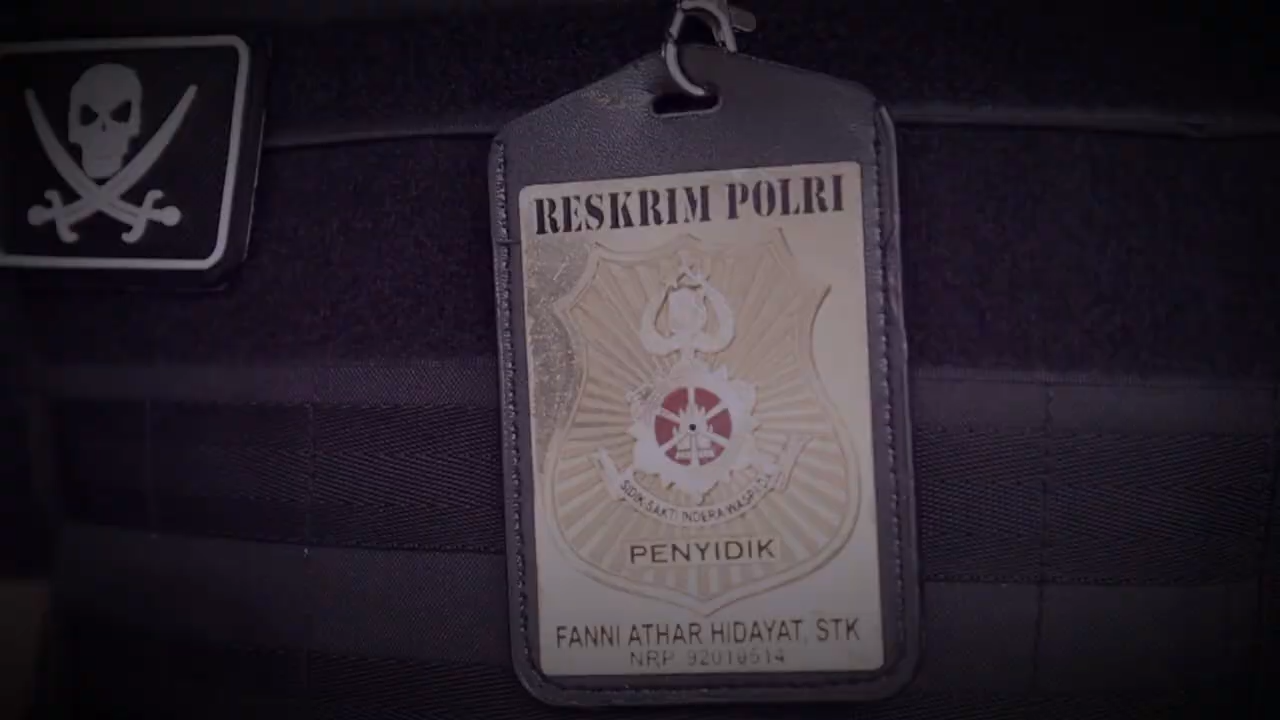 RESKRIM POLRI
SIDIK SAKTI INDERA WASPADA
PENYIDIK
FANNI ATHAR HIDAYAT, STK
NRP 92010514